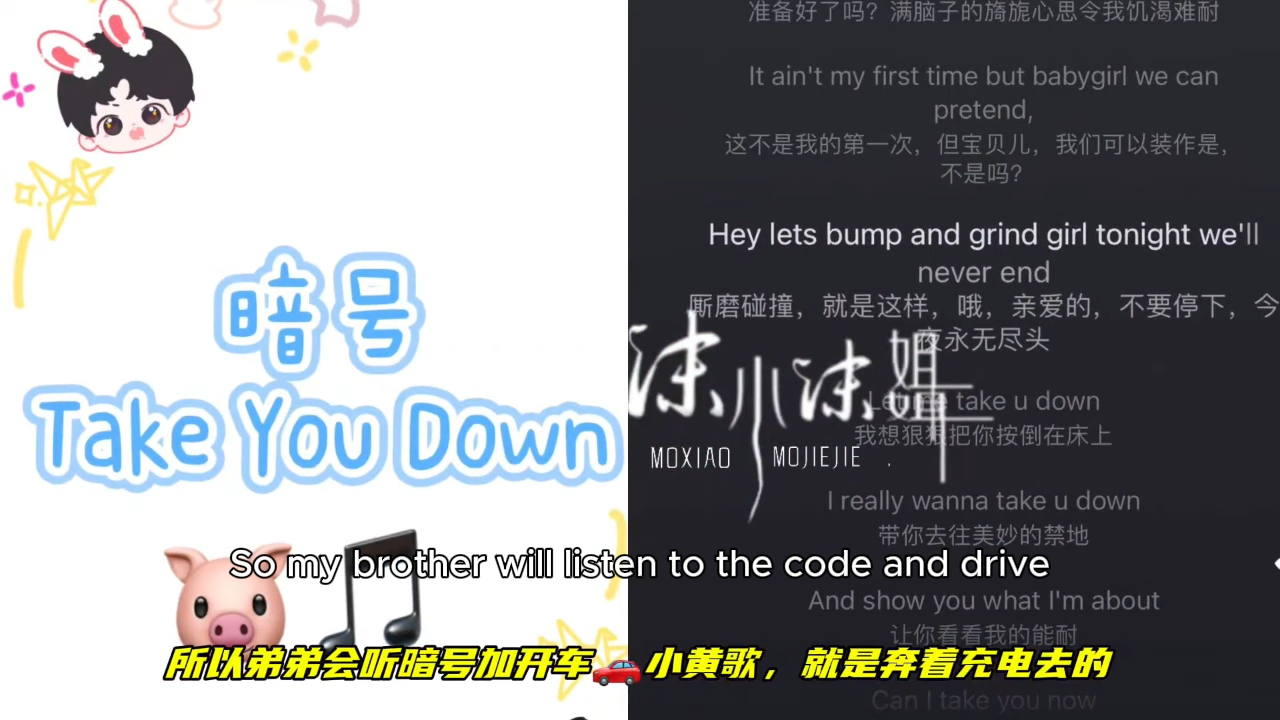 暗号
Take You Down
准备好了吗？满脑子的旖旎心思令我饥渴难耐
It ain't my first time but babygirl we can
pretend,
这不是我的第一次，但宝贝儿，我们可以装作是，
不是吗？
Hey lets bump and grind girl tonight we'll
never end
厮磨碰撞，就是这样，哦，亲爱的，不要停下，今
夜永无尽头
Let me take u down
我想狠狠把你按倒在床上
I really wanna take u down
带你去往美妙的禁地
And show you what I'm about
让你看看我的能耐
Can I take you now
沫小沫姐
MOXIAO MOJIEJIE .
So my brother will listen to the code and drive
所以弟弟会听暗号加开车🚗小黄歌，就是奔着充电去的